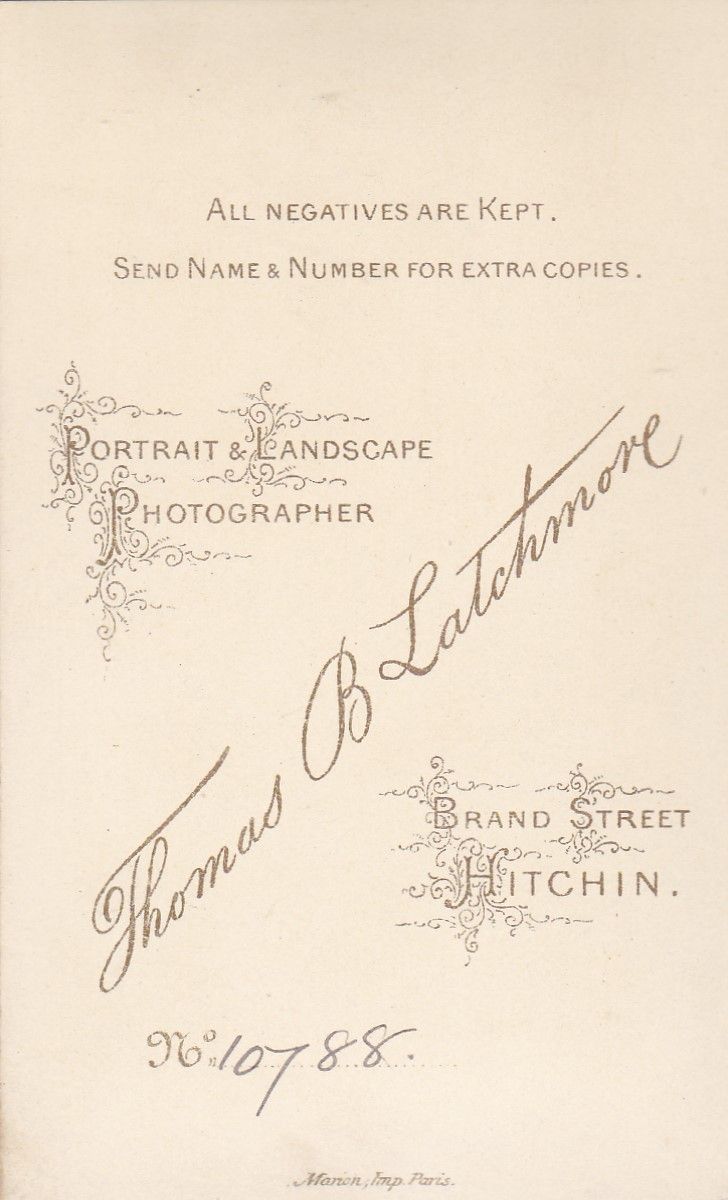 ALL NEGATIVES ARE KEPT.
SEND NAME & NUMBER FOR EXTRA COPIES.
PORTRAIT & LANDSCAPE
PHOTOGRAPHER
Thomas B Latchmore
BRAND STREET
HITCHIN.
No. 10788.
Marion, Imp. Paris.